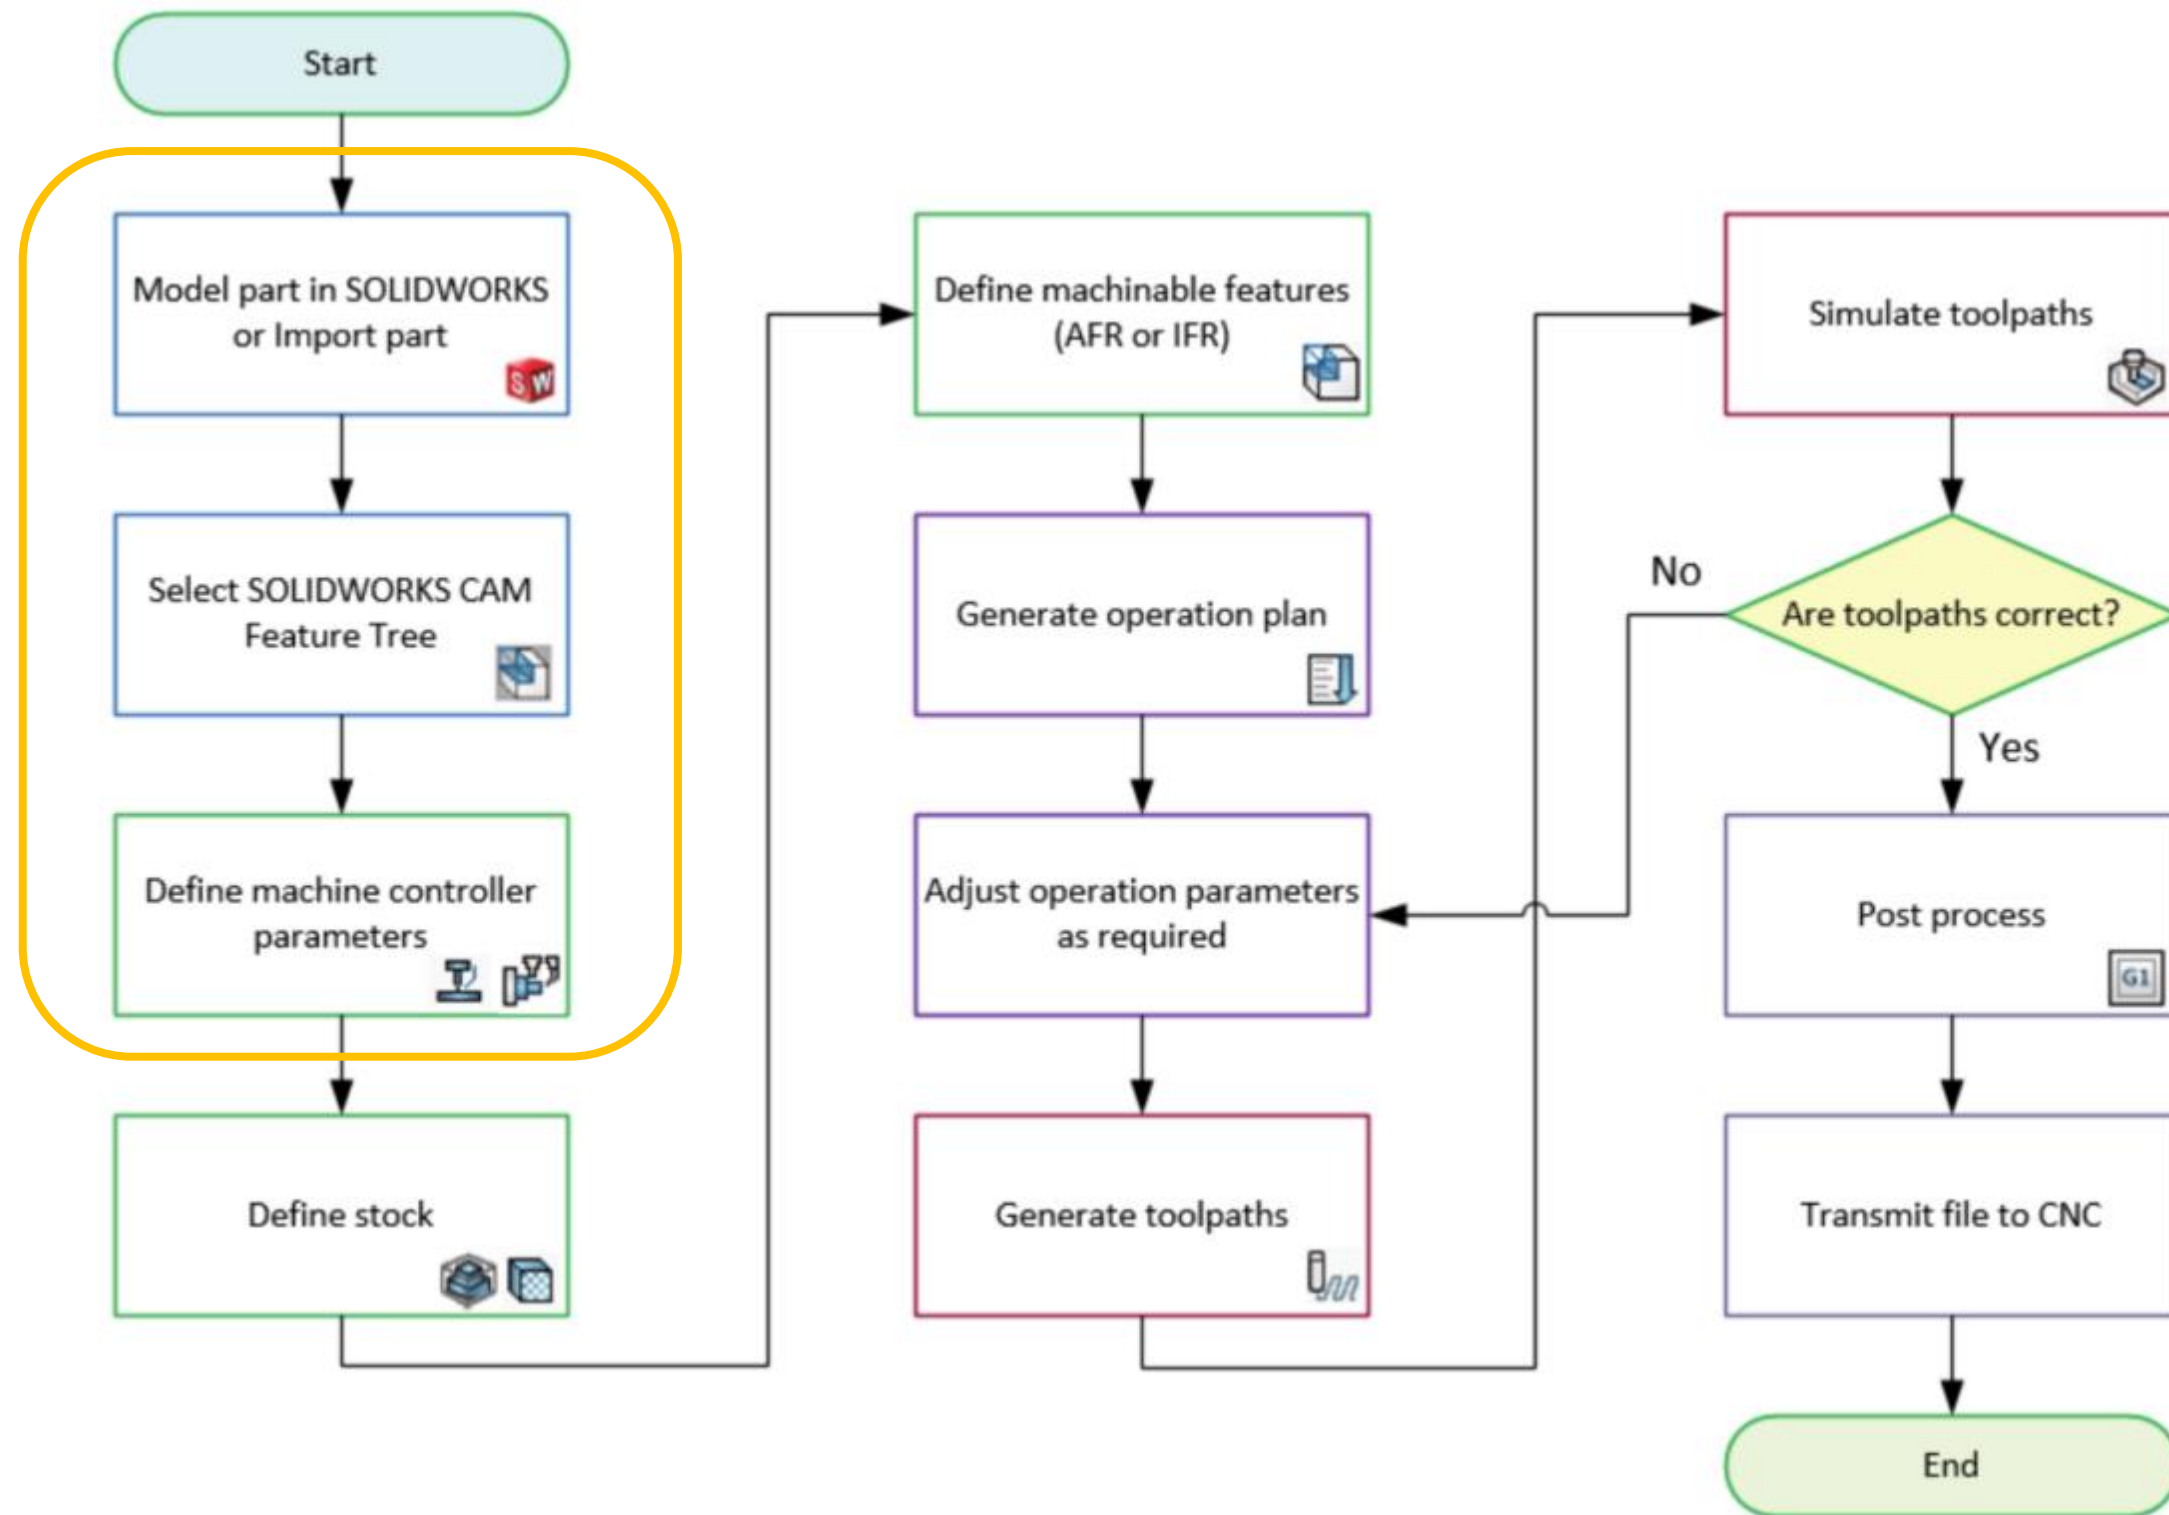 Start
Model part in SOLIDWORKS
or Import part
SW
Select SOLIDWORKS CAM
Feature Tree
Define machine controller
parameters
Define stock
Define machinable features
(AFR or IFR)
Generate operation plan
Adjust operation parameters
as required
Generate toolpaths
Simulate toolpaths
Are toolpaths correct?
No
Yes
Post process
G1
Transmit file to CNC
End